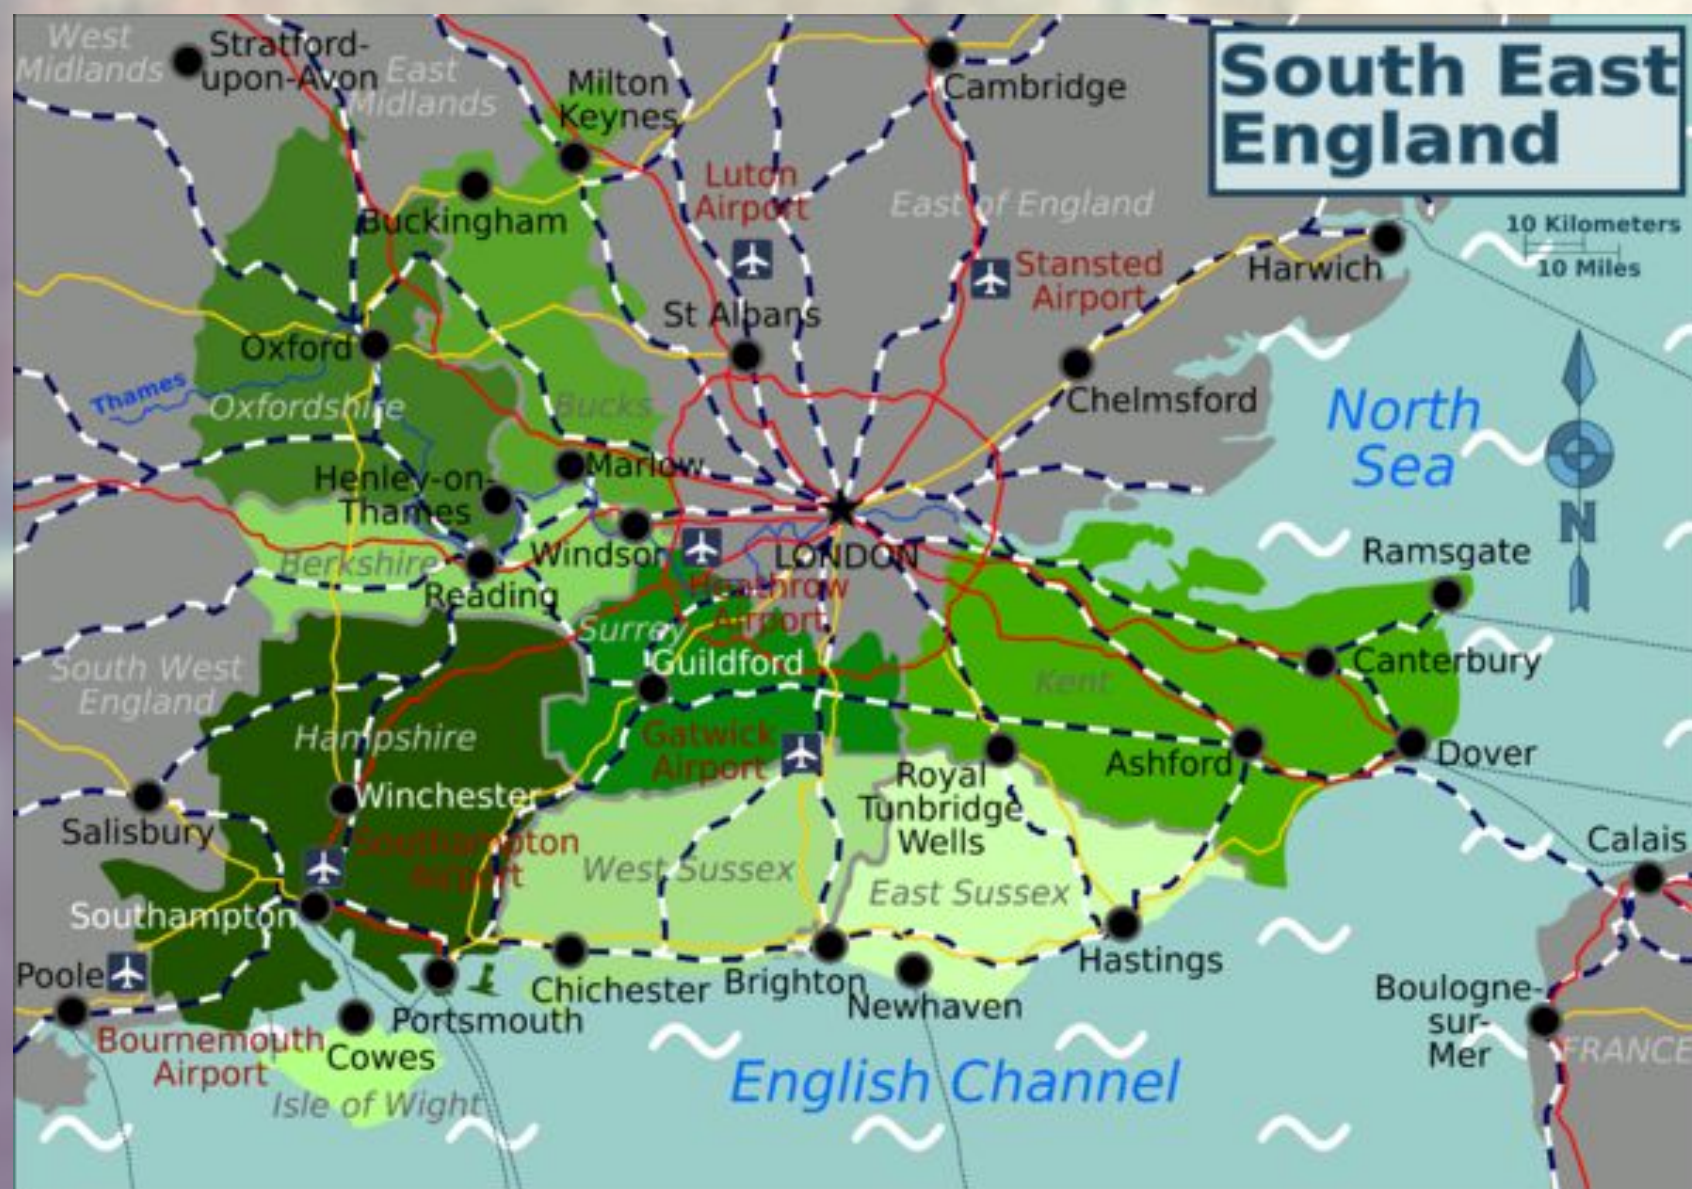 South East
England
West
Midlands
Stratford-
upon-Avon
East
Midlands
Milton
Keynes
Cambridge
Luton
Airport
East of England
Buckingham
10 Kilometers
10 Miles
Stansted
Airport
Harwich
St Albans
Oxford
Thames
Oxfordshire
Bucks
Chelmsford
North
Sea
Marlow
Henley-on-
Thames
N
Windsor
LONDON
Ramsgate
Berkshire
Reading
Heathrow
Airport
Surrey
Guildford
South West
England
Kent
Canterbury
Hampshire
Gatwick
Airport
Ashford
Dover
Royal
Tunbridge
Wells
Winchester
Salisbury
Southampton
Airport
Calais
West Sussex
East Sussex
Southampton
Hastings
Poole
Chichester
Brighton
Newhaven
Portsmouth
Boulogne-
sur-
Mer
Bournemouth
Airport
Cowes
FRANCE
English Channel
Isle of Wight